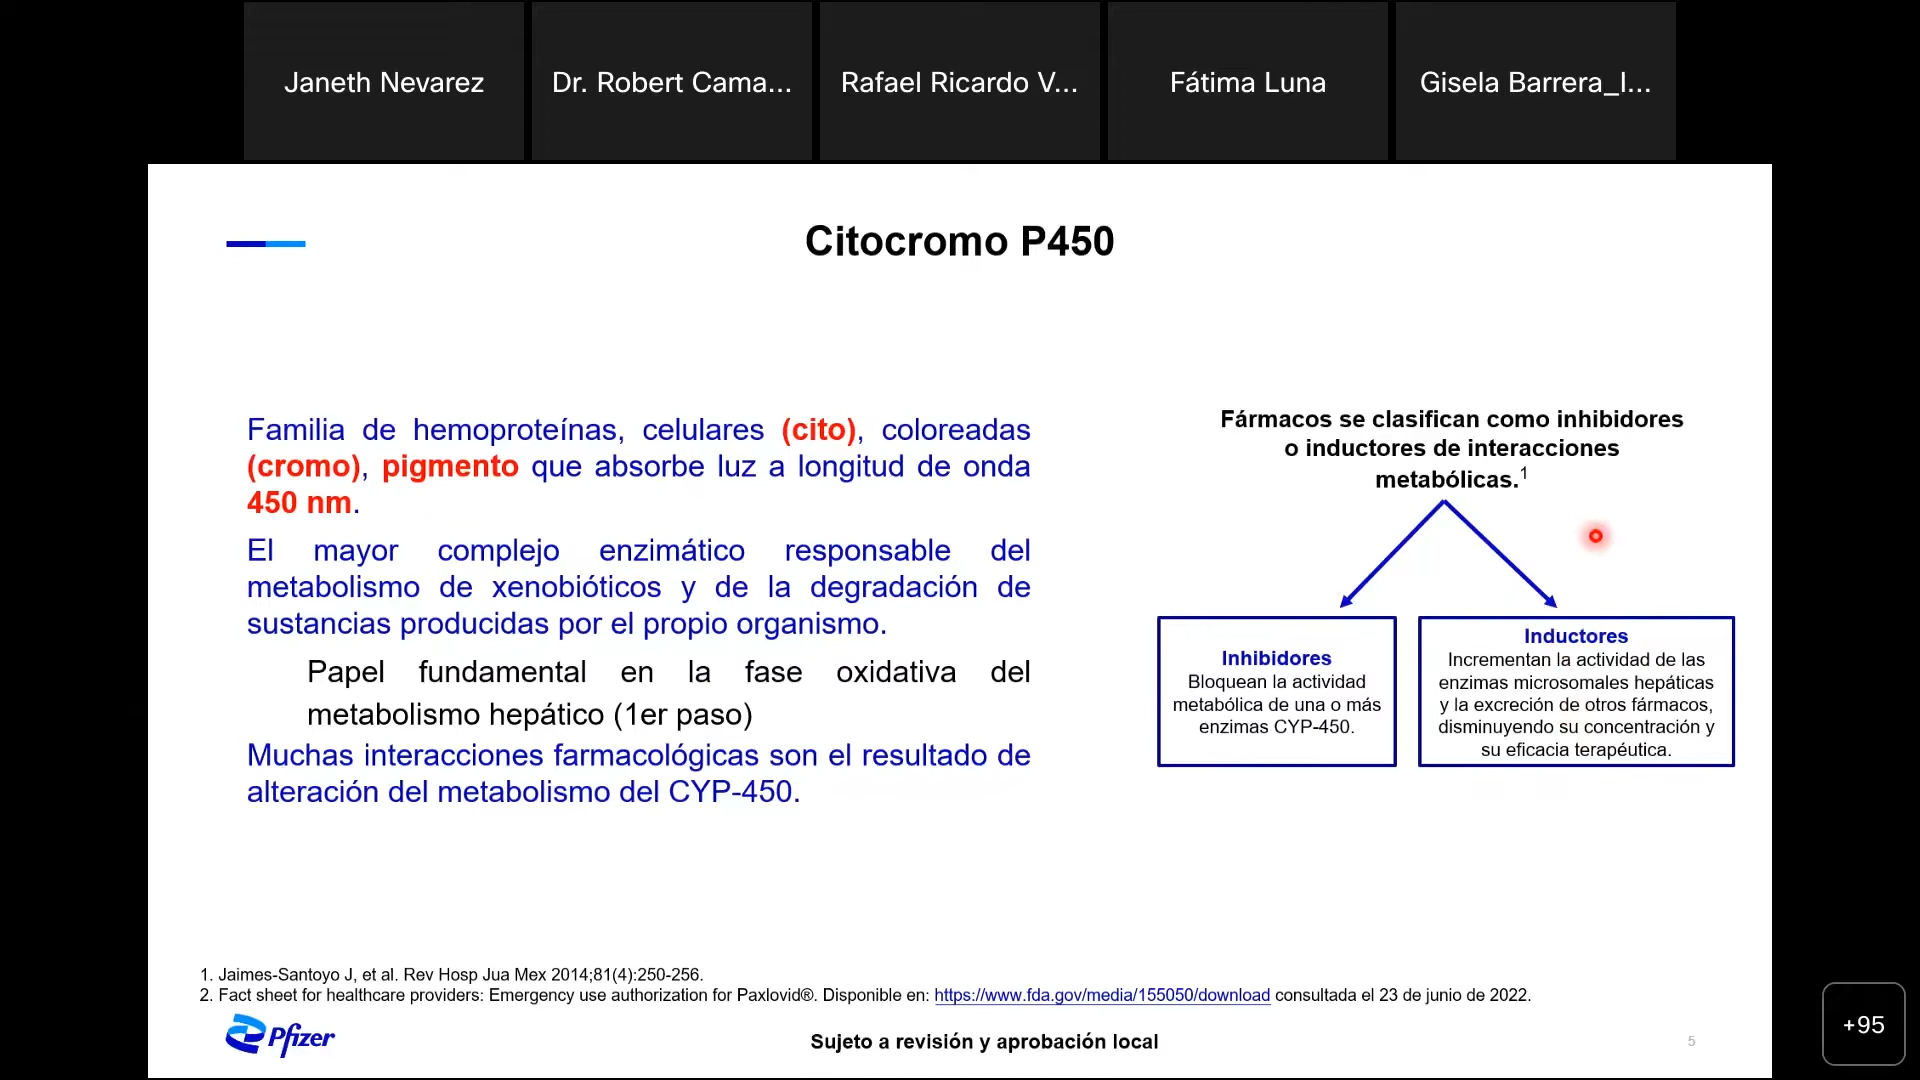 Janeth Nevarez
Dr. Robert Cama...
Rafael Ricardo V...
Fátima Luna
Gisela Barrera_I...
Citocromo P450
Familia de hemoproteínas, celulares (cito), coloreadas
(cromo), pigmento que absorbe luz a longitud de onda
450 nm.
El mayor complejo enzimático responsable del
metabolismo de xenobióticos y de la degradación de
sustancias producidas por el propio organismo.
Papel fundamental en la fase oxidativa del
metabolismo hepático (1er paso)
Muchas interacciones farmacológicas son el resultado de
alteración del metabolismo del CYP-450.
Fármacos se clasifican como inhibidores
o inductores de interacciones
metabólicas.1
Inhibidores
Bloquean la actividad
metabólica de una o más
enzimas CYP-450.
Inductores
Incrementan la actividad de las
enzimas microsomales hepáticas
y la excreción de otros fármacos,
disminuyendo su concentración y
su eficacia terapéutica.
1. Jaimes-Santoyo J, et al. Rev Hosp Jua Mex 2014;81(4):250-256.
2. Fact sheet for healthcare providers: Emergency use authorization for Paxlovid®. Disponible en: https://www.fda.gov/media/155050/download consultada el 23 de junio de 2022.
Pfizer
Sujeto a revisión y aprobación local
5
+95